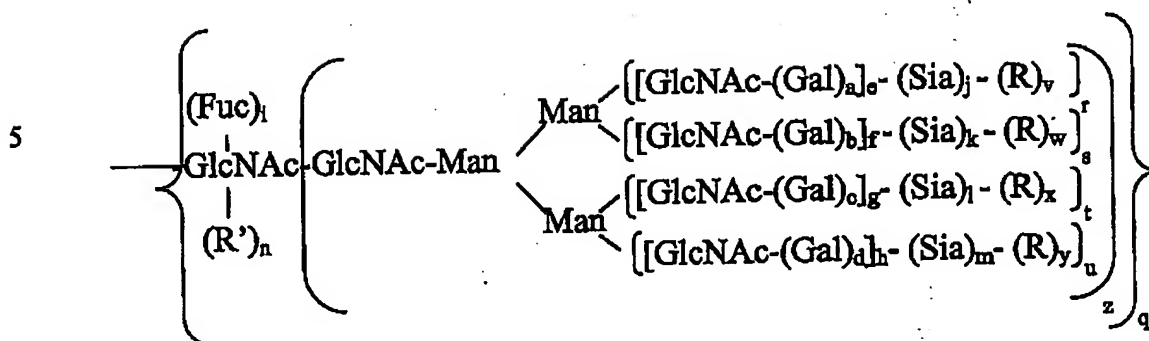 [GlcNAc-(Gal)a]e- (Sia)j - (R)v r
(Fuc)i Man
5 [GlcNAc-(Gal)b]f- (Sia)k - (R)w s
GlcNAc GlcNAc-Man
[GlcNAc-(Gal)c]g- (Sia)l - (R)x t
Man
(R')n [GlcNAc-(Gal)d]h- (Sia)m- (R)y u
z q